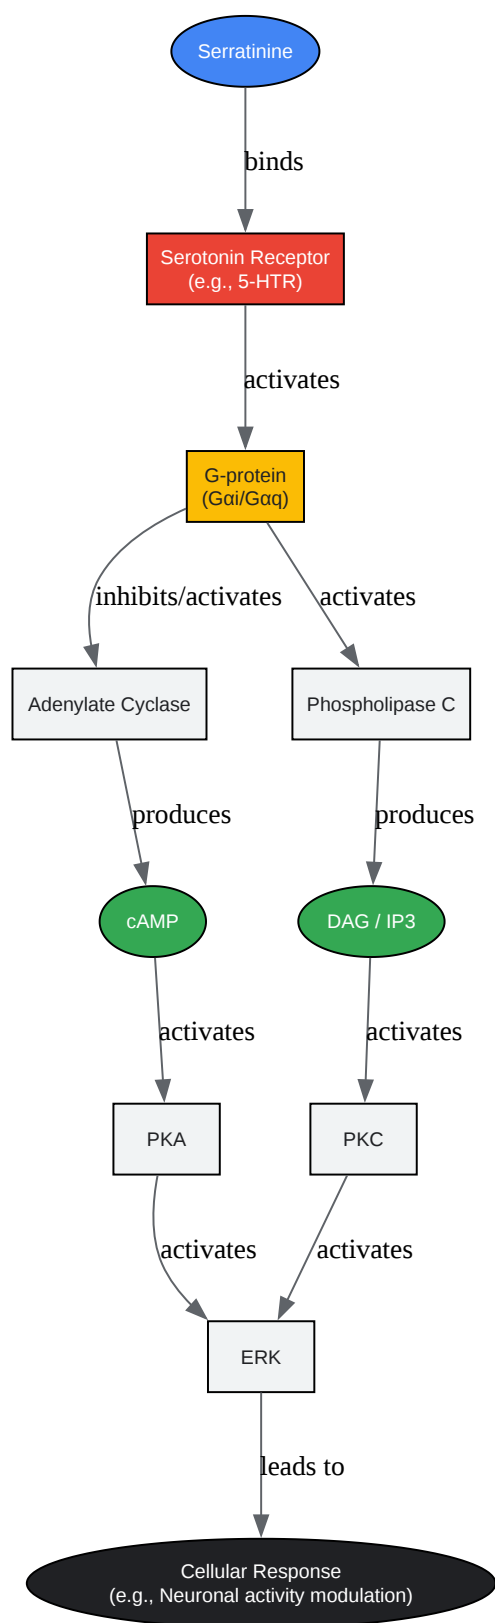 Serratinine
binds
Serotonin Receptor
(e.g., 5-HTR)
activates
G-protein
(Gαi/Gαq)
inhibits/activates
activates
Adenylate Cyclase
Phospholipase C
produces
produces
cAMP
DAG / IP3
activates
activates
PKA
PKC
activates
activates
ERK
leads to
Cellular Response
(e.g., Neuronal activity modulation)